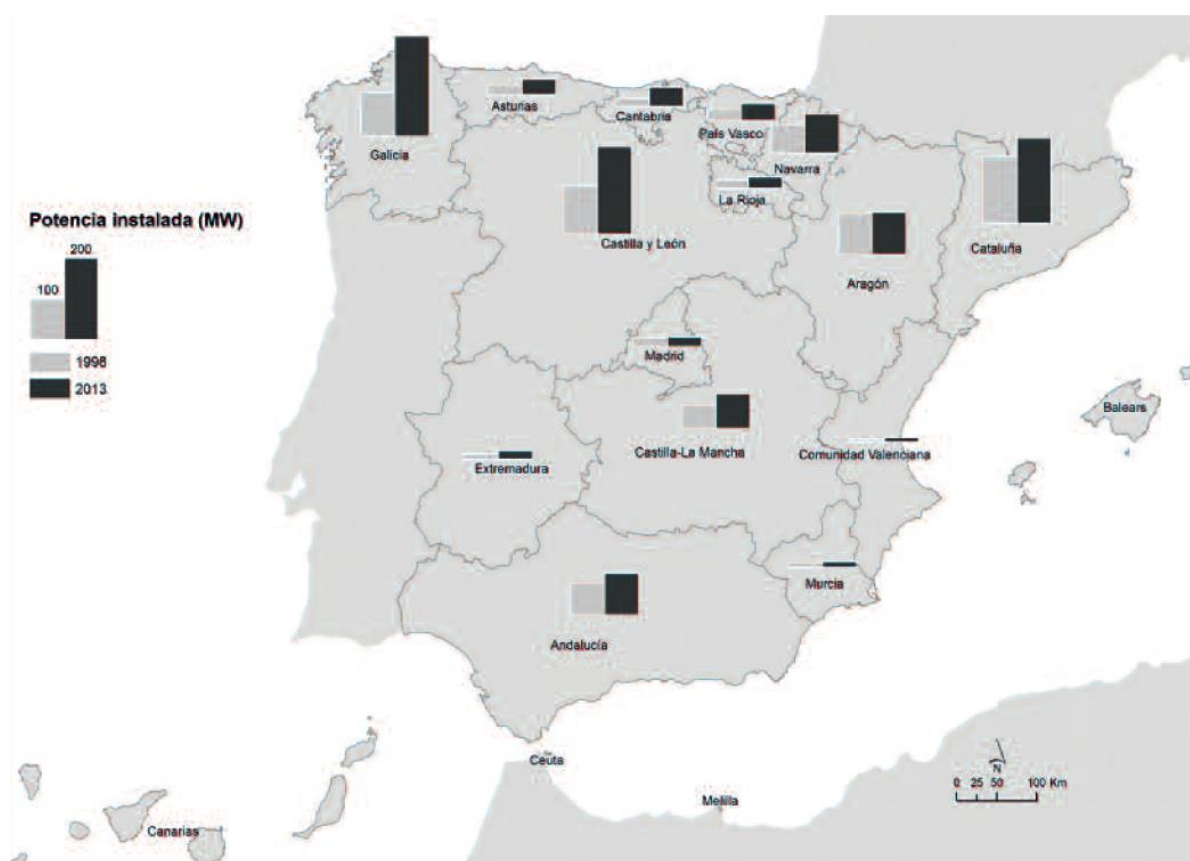 Asturias
Cantabria
País Vasco
Galicia
Navarra
La Rioja
Potencia instalada (MW)
Castilla y León
Cataluña
200
Aragón
100
Madrid
1998
2013
Balears
Castilla-La Mancha
Comunidad Valenciana
Extremadura
Murcia
Andalucía
Ceuta
N
0 25 50 100 Km
Melilla
Canarias